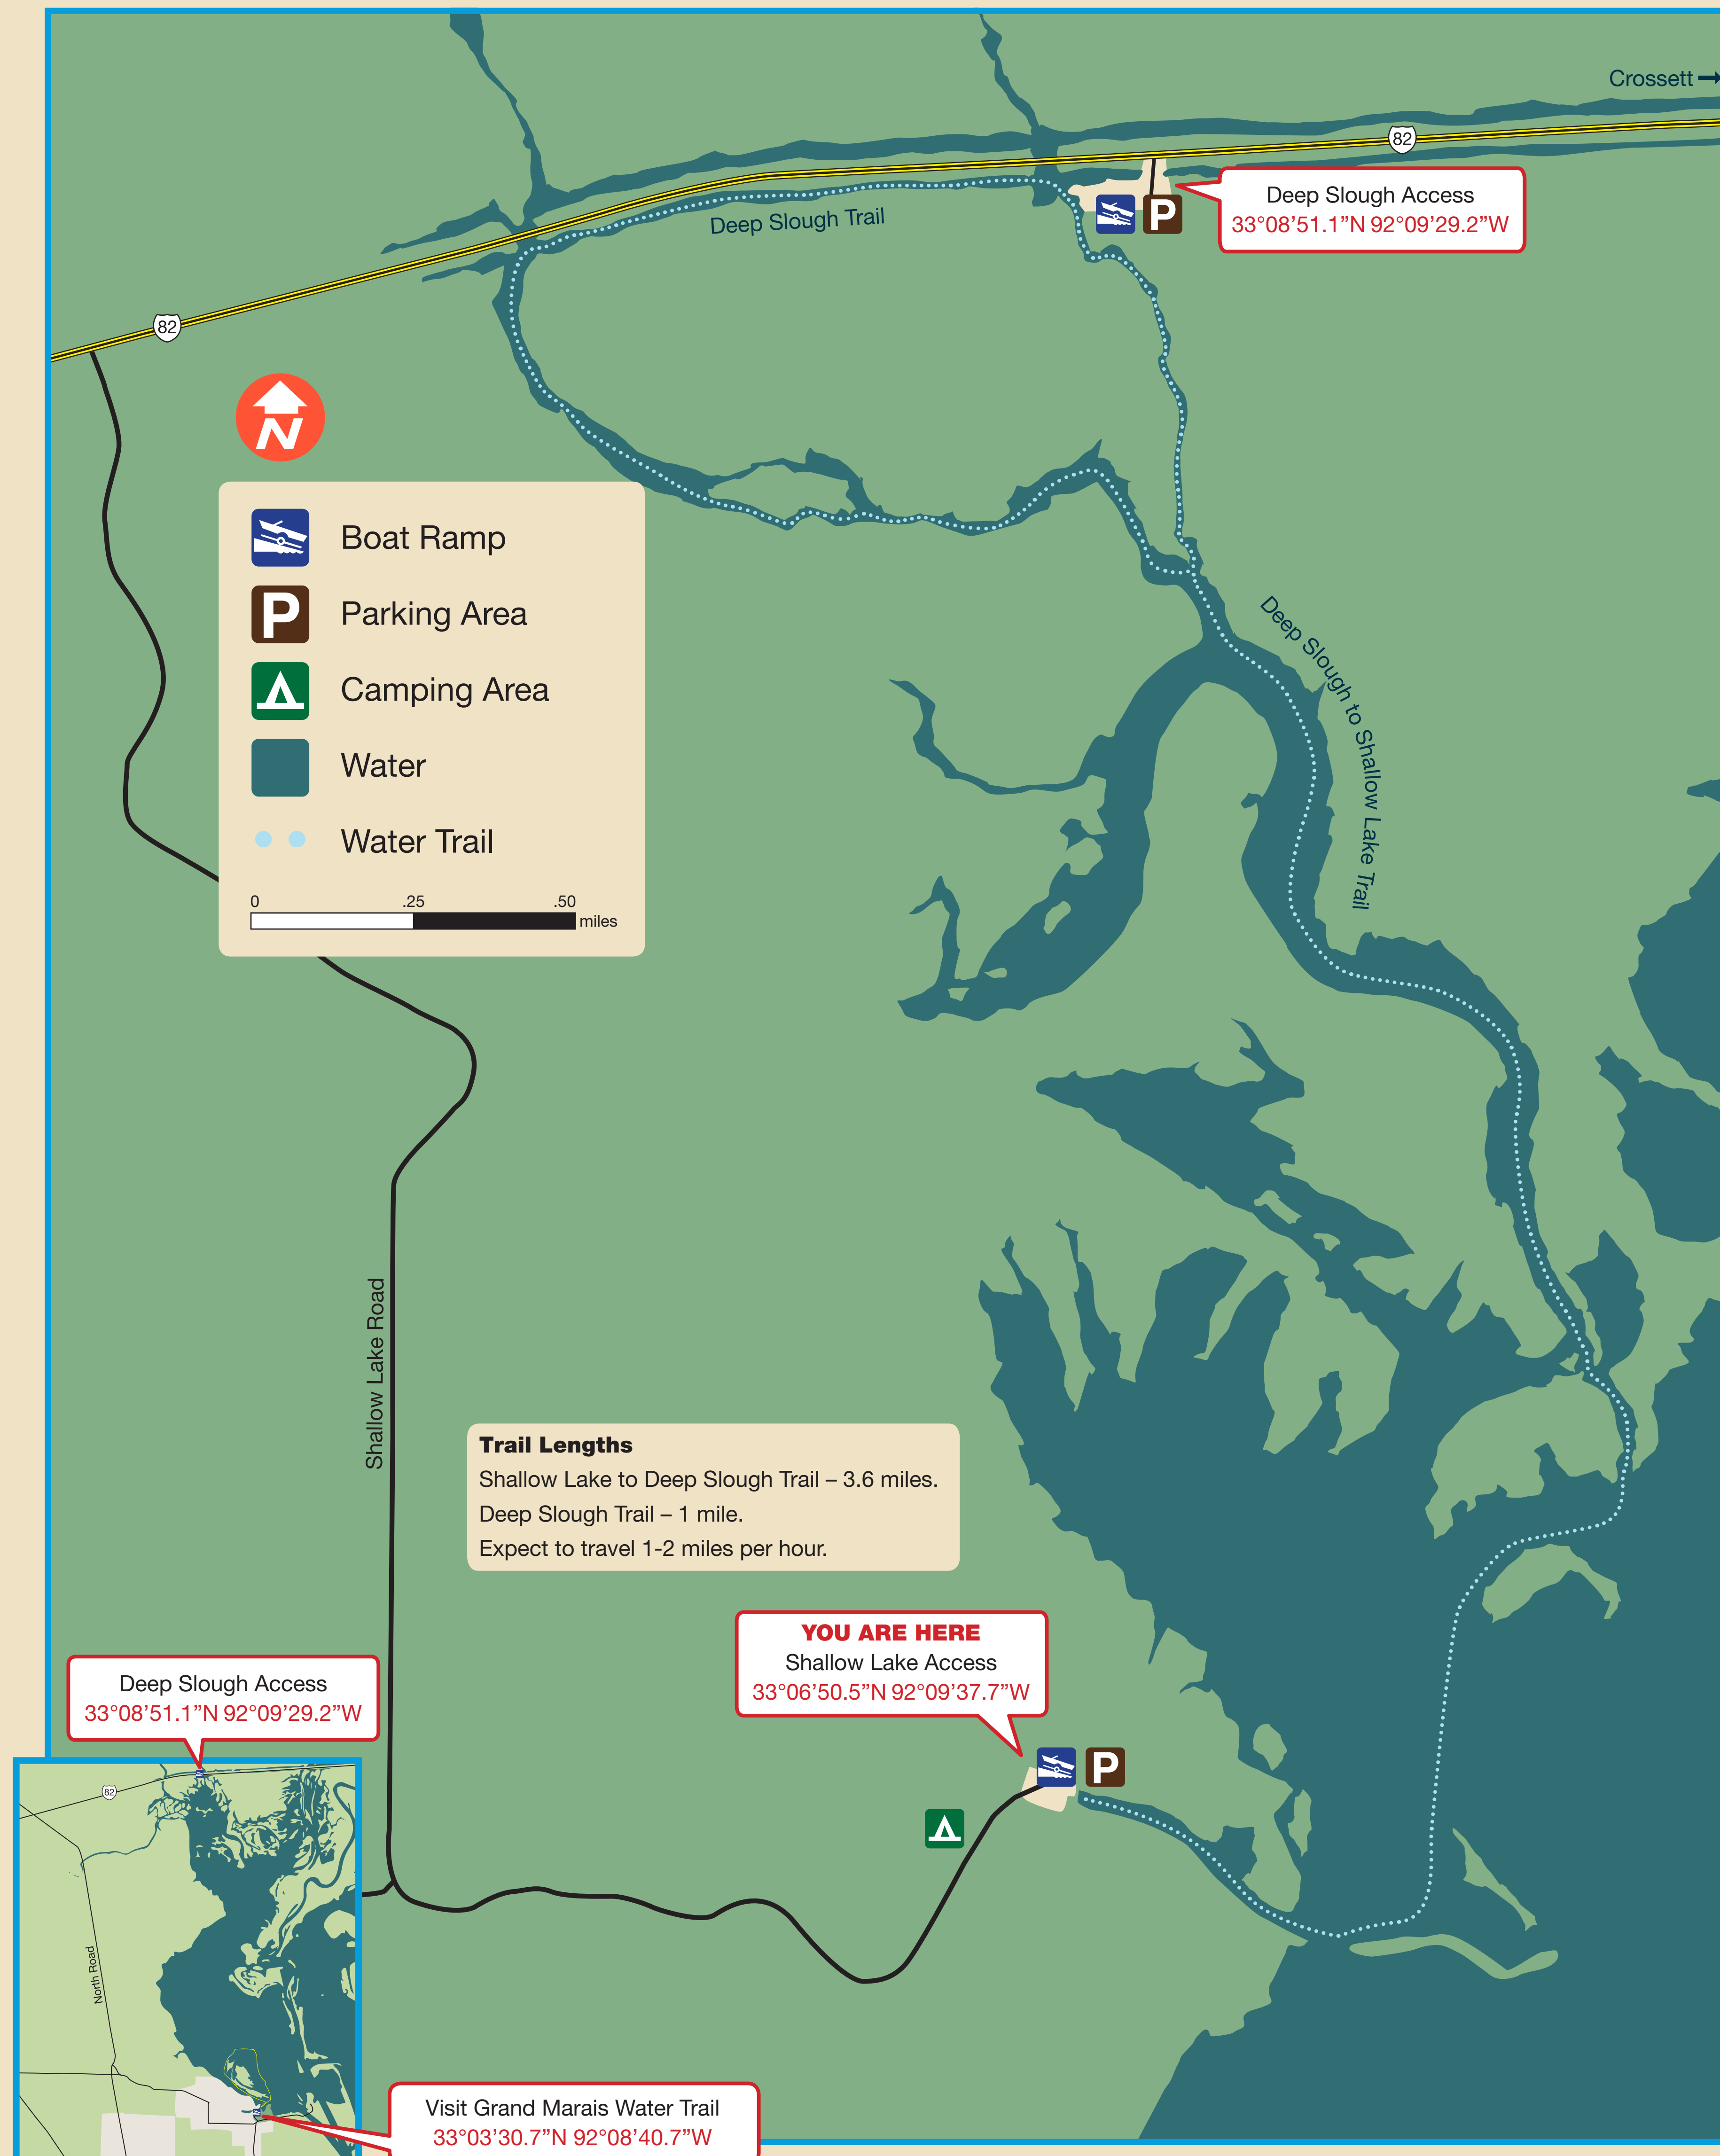 Crossett
82
Deep Slough Access
33°08’51.1”N 92°09’29.2”W
P
Deep Slough Trail
82
N
Boat Ramp
P Parking Area
Camping Area
Water
Water Trail
0 .25 .50
miles
Deep Slough to Shallow Lake Trail
Shallow Lake Road
Trail Lengths
Shallow Lake to Deep Slough Trail – 3.6 miles.
Deep Slough Trail – 1 mile.
Expect to travel 1-2 miles per hour.
YOU ARE HERE
Shallow Lake Access
33°06’50.5”N 92°09’37.7”W
P
Deep Slough Access
33°08’51.1”N 92°09’29.2”W
82
North Road
Visit Grand Marais Water Trail
33°03’30.7”N 92°08’40.7”W